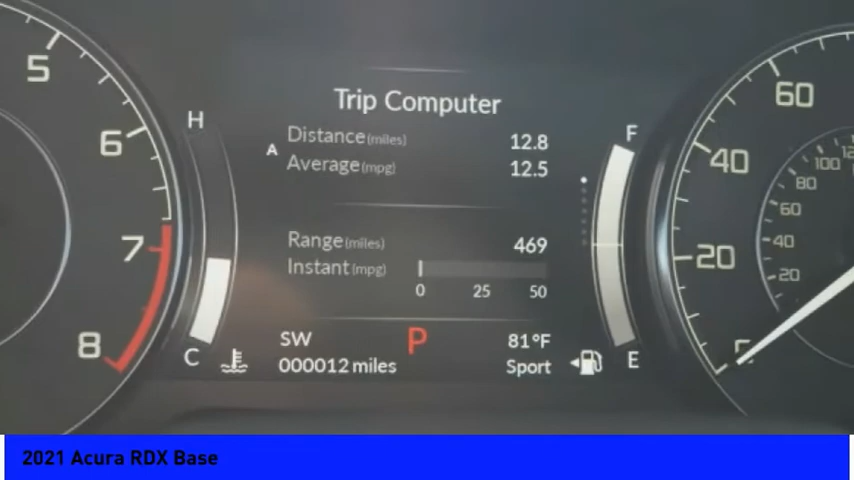 Trip Computer
A
Distance (miles) 12.8
Average (mpg) 12.5
Range (miles) 469
Instant (mpg)
0 25 50
SW P 81°F
000012 miles Sport
H
C
F
E
5
6
7
8
60
40
20
100
80
60
40
20
2021 Acura RDX Base